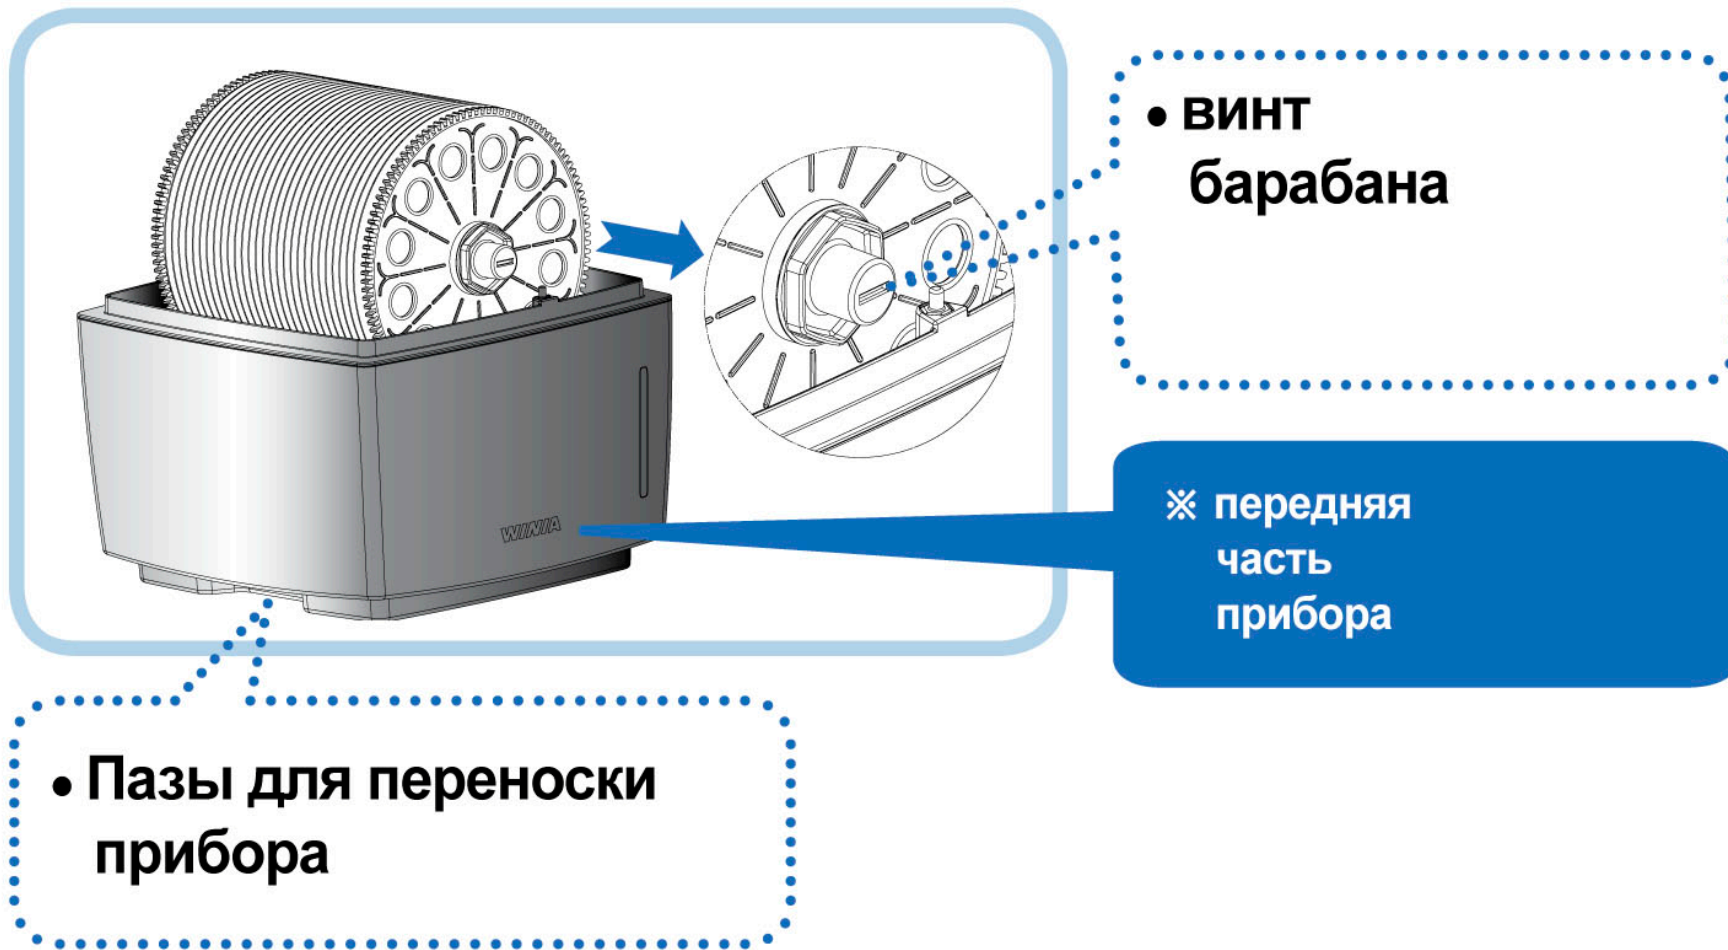 • винт
барабана
※ передняя
часть
прибора
WINIA
• Пазы для переноски
прибора